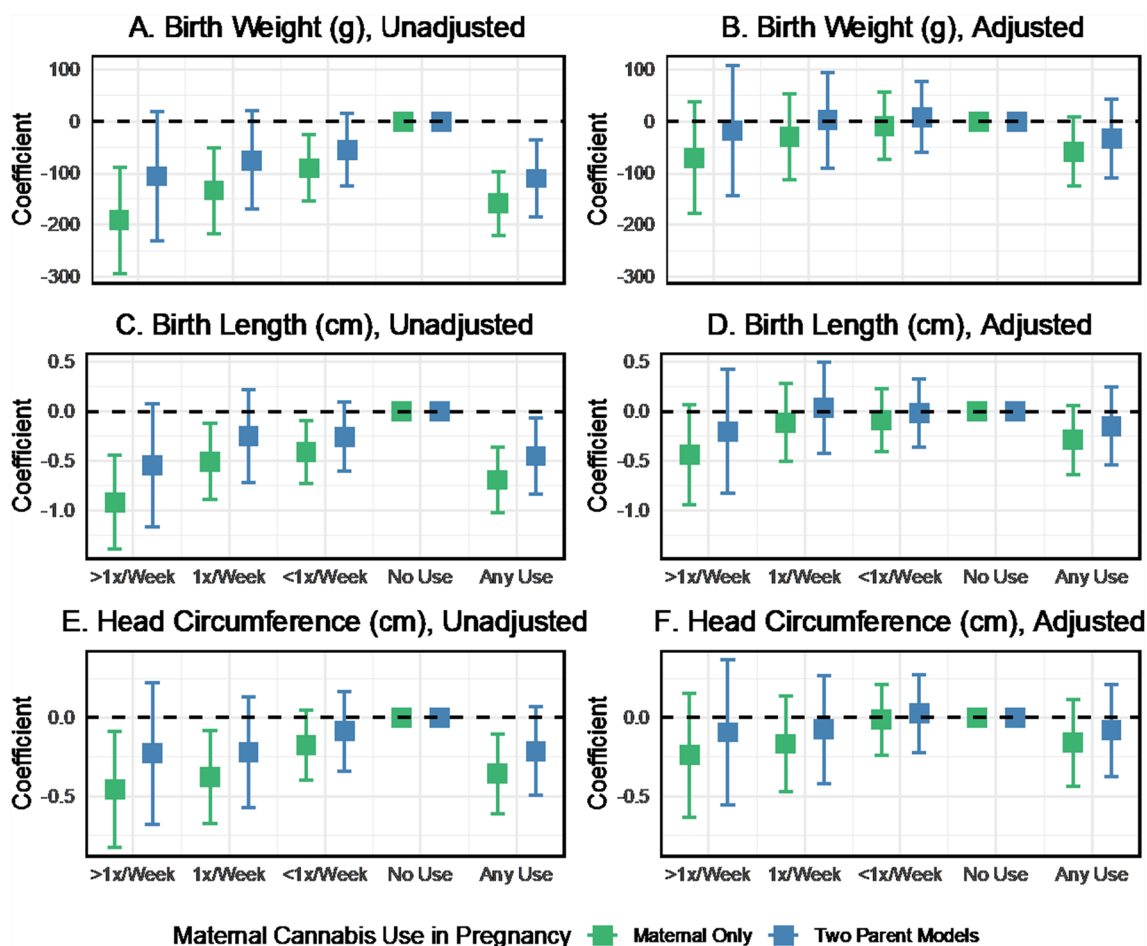 A. Birth Weight (g), Unadjusted
B. Birth Weight (g), Adjusted
Coefficient
100
0
-100
-200
-300
Coefficient
100
0
-100
-200
-300
C. Birth Length (cm), Unadjusted
D. Birth Length (cm), Adjusted
Coefficient
0.5
0.0
-0.5
-1.0
>1x/Week 1x/Week <1x/Week No Use Any Use
Coefficient
0.5
0.0
-0.5
-1.0
>1x/Week 1x/Week <1x/Week No Use Any Use
E. Head Circumference (cm), Unadjusted
F. Head Circumference (cm), Adjusted
Coefficient
0.0
-0.5
>1x/Week 1x/Week <1x/Week No Use Any Use
Coefficient
0.0
-0.5
>1x/Week 1x/Week <1x/Week No Use Any Use
Maternal Cannabis Use in Pregnancy Maternal Only Two Parent Models